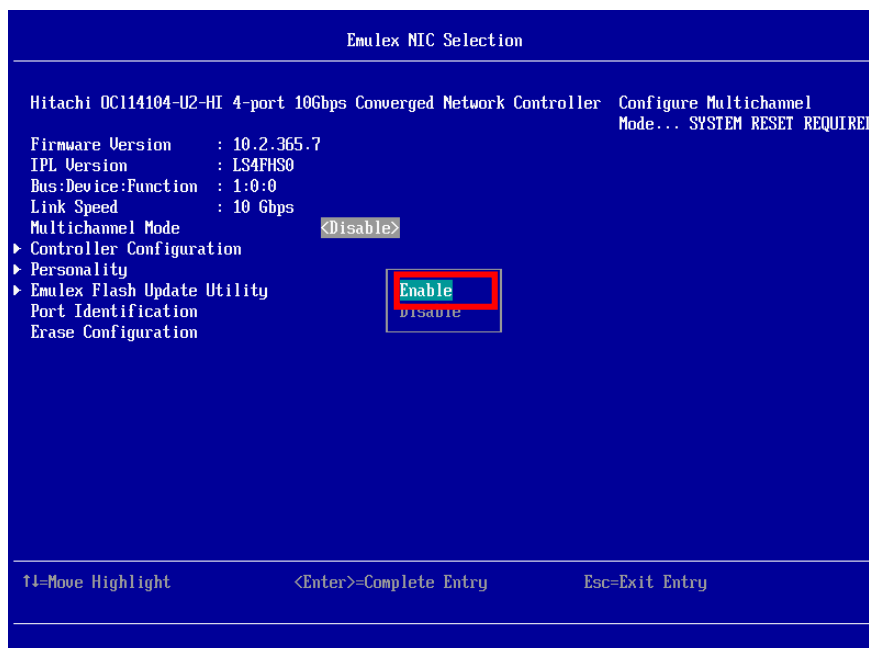 Emulex NIC Selection
Hitachi OCl14104-U2-HI 4-port 10Gbps Converged Network Controller
Configure Multichannel
Mode... SYSTEM RESET REQUIRED
Firmware Version : 10.2.365.7
IPL Version : LS4FHS0
Bus:Device:Function : 1:0:0
Link Speed : 10 Gbps
Multichannel Mode <Disable>
Controller Configuration
Personality
Emulex Flash Update Utility
Port Identification
Erase Configuration
Enable
Disable
↑↓=Move Highlight <Enter>=Complete Entry Esc=Exit Entry